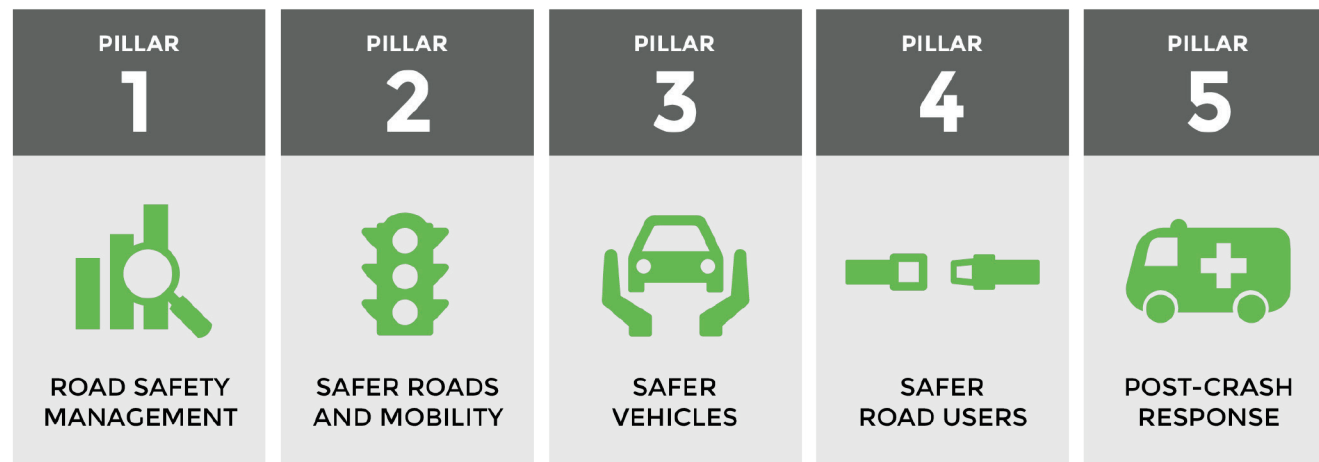 PILLAR
1
ROAD SAFETY
MANAGEMENT
PILLAR
2
SAFER ROADS
AND MOBILITY
PILLAR
3
SAFER
VEHICLES
PILLAR
4
SAFER
ROAD USERS
PILLAR
5
POST-CRASH
RESPONSE